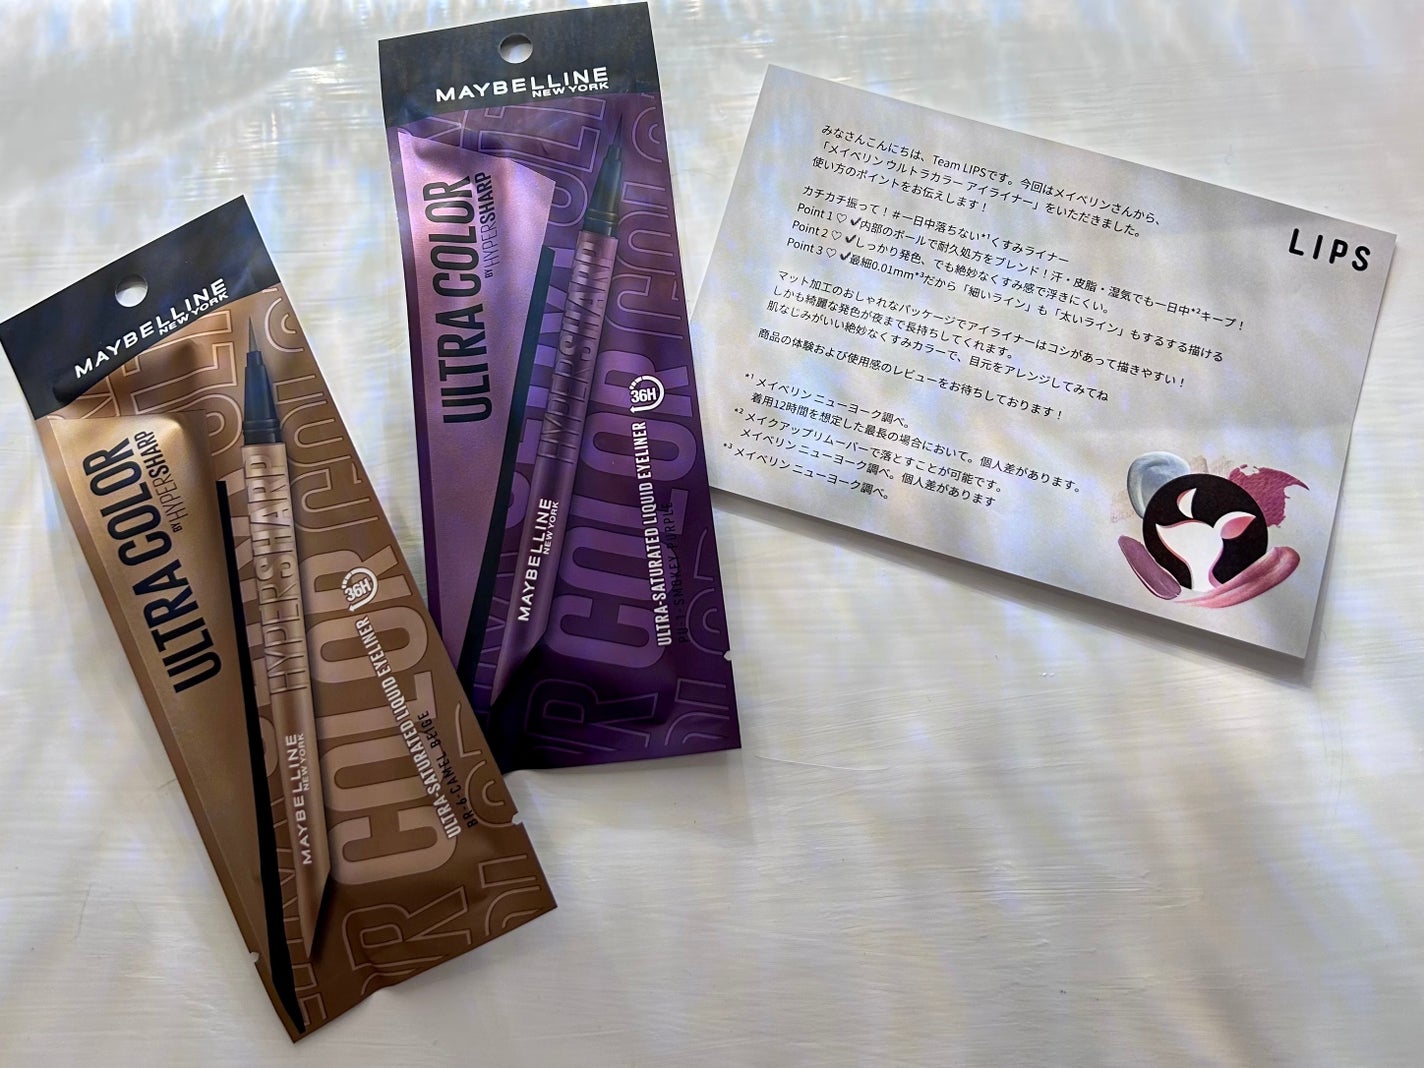 MAYBELLINE
NEW YORK
ULTRA COLOR
BY HYPERSHARP
HYPERSHARP
COLOR
36H
MAYBELLINE
NEW YORK
ULTRA-SATURATED LIQUID EYELINER
BR-6-CAMEL BEIGE
MAYBELLINE
NEW YORK
ULTRA COLOR
BY HYPERSHARP
HYPERSHARP
COLOR
36H
MAYBELLINE
NEW YORK
ULTRA-SATURATED LIQUID EYELINER
PU-1-SMOKEY PURPLE
LIPS
みなさんこんにちは、Team LIPSです。今回はメイベリンさんから、
「メイベリン ウルトラカラー アイライナー」をいただきました。
使い方のポイントをお伝えします！
カチカチ振って！＃一日中落ちない*¹くすみライナー
Point 1 ♡ ✔内部のボールで耐久処方をブレンド！汗・皮脂・湿気でも一日中*²キープ！
Point 2 ♡ ✔しっかり発色、でも絶妙なくすみ感で浮きにくい。
Point 3 ♡ ✔最細0.01mm*³だから「細いライン」も「太いライン」もするする描ける
マット加工のおしゃれなパッケージでアイライナーはコシがあって描きやすい！
しかも綺麗な発色が夜まで長持ちしてくれます。
肌なじみがいい絶妙なくすみカラーで、目元をアレンジしてみてね
商品の体験および使用感のレビューをお待ちしております！
*¹ メイベリン ニューヨーク調べ。
着用12時間を想定した最長の場合において。個人差があります。
*² メイクアップリムーバーで落とすことが可能です。
メイベリン ニューヨーク調べ。個人差があります
*³ メイベリン ニューヨーク調べ。